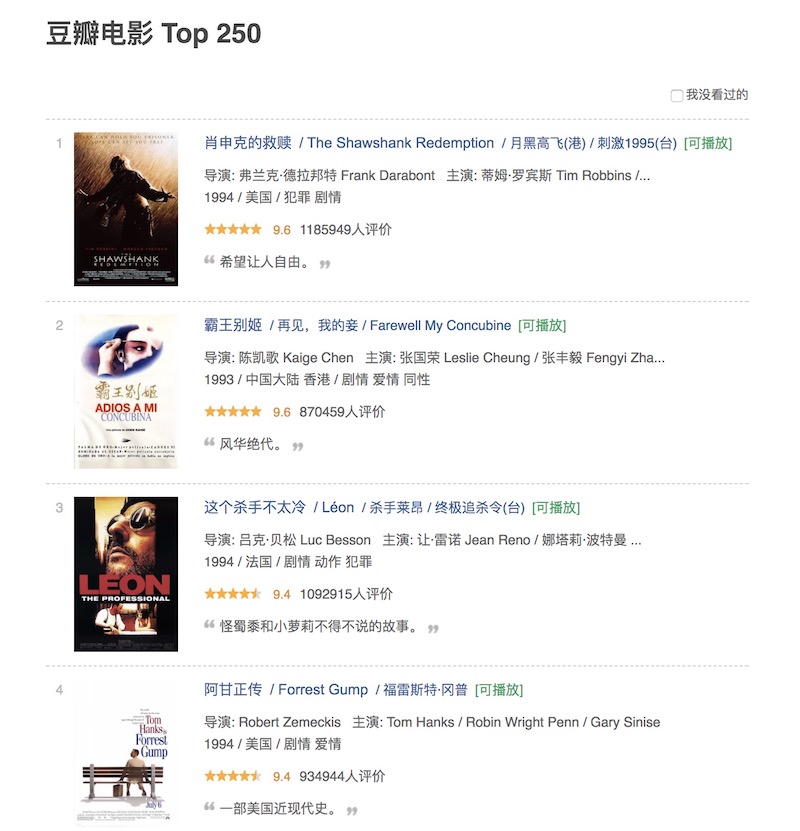 豆瓣电影 Top 250
我没看过的
1
肖申克的救赎 / The Shawshank Redemption / 月黑高飞(港) / 刺激1995(台) [可播放]
导演: 弗兰克·德拉邦特 Frank Darabont 主演: 蒂姆·罗宾斯 Tim Robbins /...
1994 / 美国 / 犯罪 剧情
9.6 1185949人评价
希望让人自由。
THE
SHAWSHANK
REDEMPTION
2
霸王别姬 / 再见，我的妾 / Farewell My Concubine [可播放]
导演: 陈凯歌 Kaige Chen 主演: 张国荣 Leslie Cheung / 张丰毅 Fengyi Zha...
1993 / 中国大陆 香港 / 剧情 爱情 同性
9.6 870459人评价
风华绝代。
霸王别姬
ADIOS A MI
CONCUBINA
3
这个杀手不太冷 / Léon / 杀手莱昂 / 终极追杀令(台) [可播放]
导演: 吕克·贝松 Luc Besson 主演: 让·雷诺 Jean Reno / 娜塔莉·波特曼 ...
1994 / 法国 / 剧情 动作 犯罪
9.4 1092915人评价
怪蜀黍和小萝莉不得不说的故事。
LEON
THE PROFESSIONAL
4
阿甘正传 / Forrest Gump / 福雷斯特·冈普 [可播放]
导演: Robert Zemeckis 主演: Tom Hanks / Robin Wright Penn / Gary Sinise
1994 / 美国 / 剧情 爱情
9.4 934944人评价
一部美国近现代史。
Tom
Hanks is
Forrest
Gump
July 6